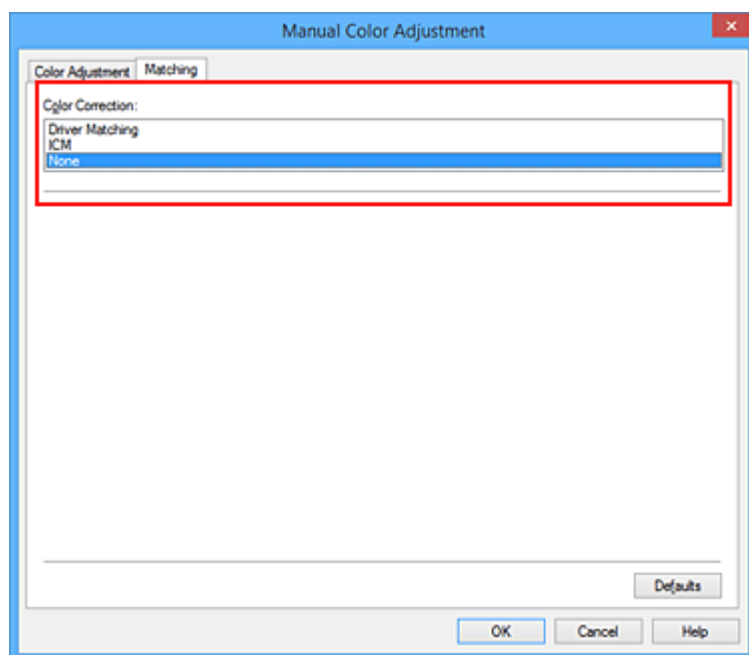 Manual Color Adjustment
Color Adjustment Matching
Color Correction:
Driver Matching
ICM
None
Defaults
OK Cancel Help